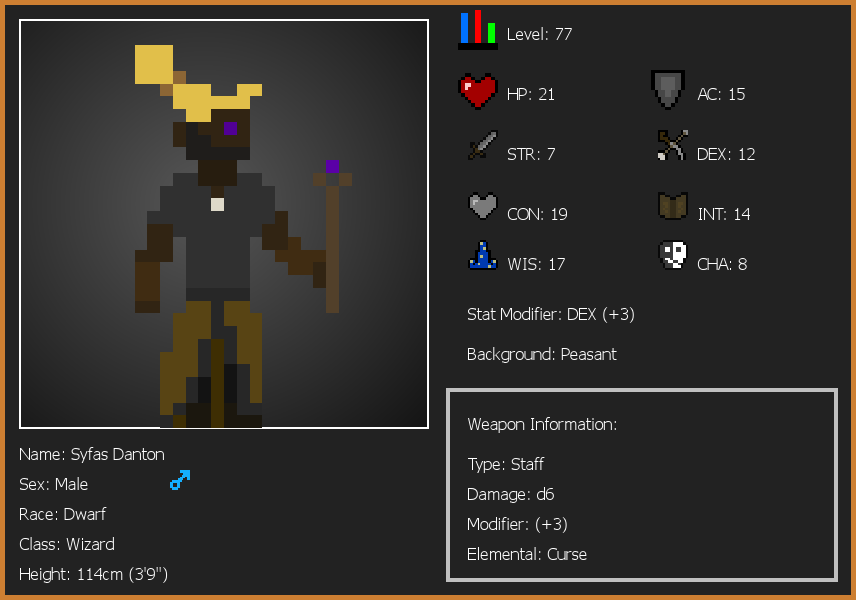 Level: 77
HP: 21
AC: 15
STR: 7
DEX: 12
CON: 19
INT: 14
WIS: 17
CHA: 8
Stat Modifier: DEX (+3)
Background: Peasant
Weapon Information:
Type: Staff
Damage: d6
Modifier: (+3)
Elemental: Curse
Name: Syfas Danton
Sex: Male
Race: Dwarf
Class: Wizard
Height: 114cm (3'9")